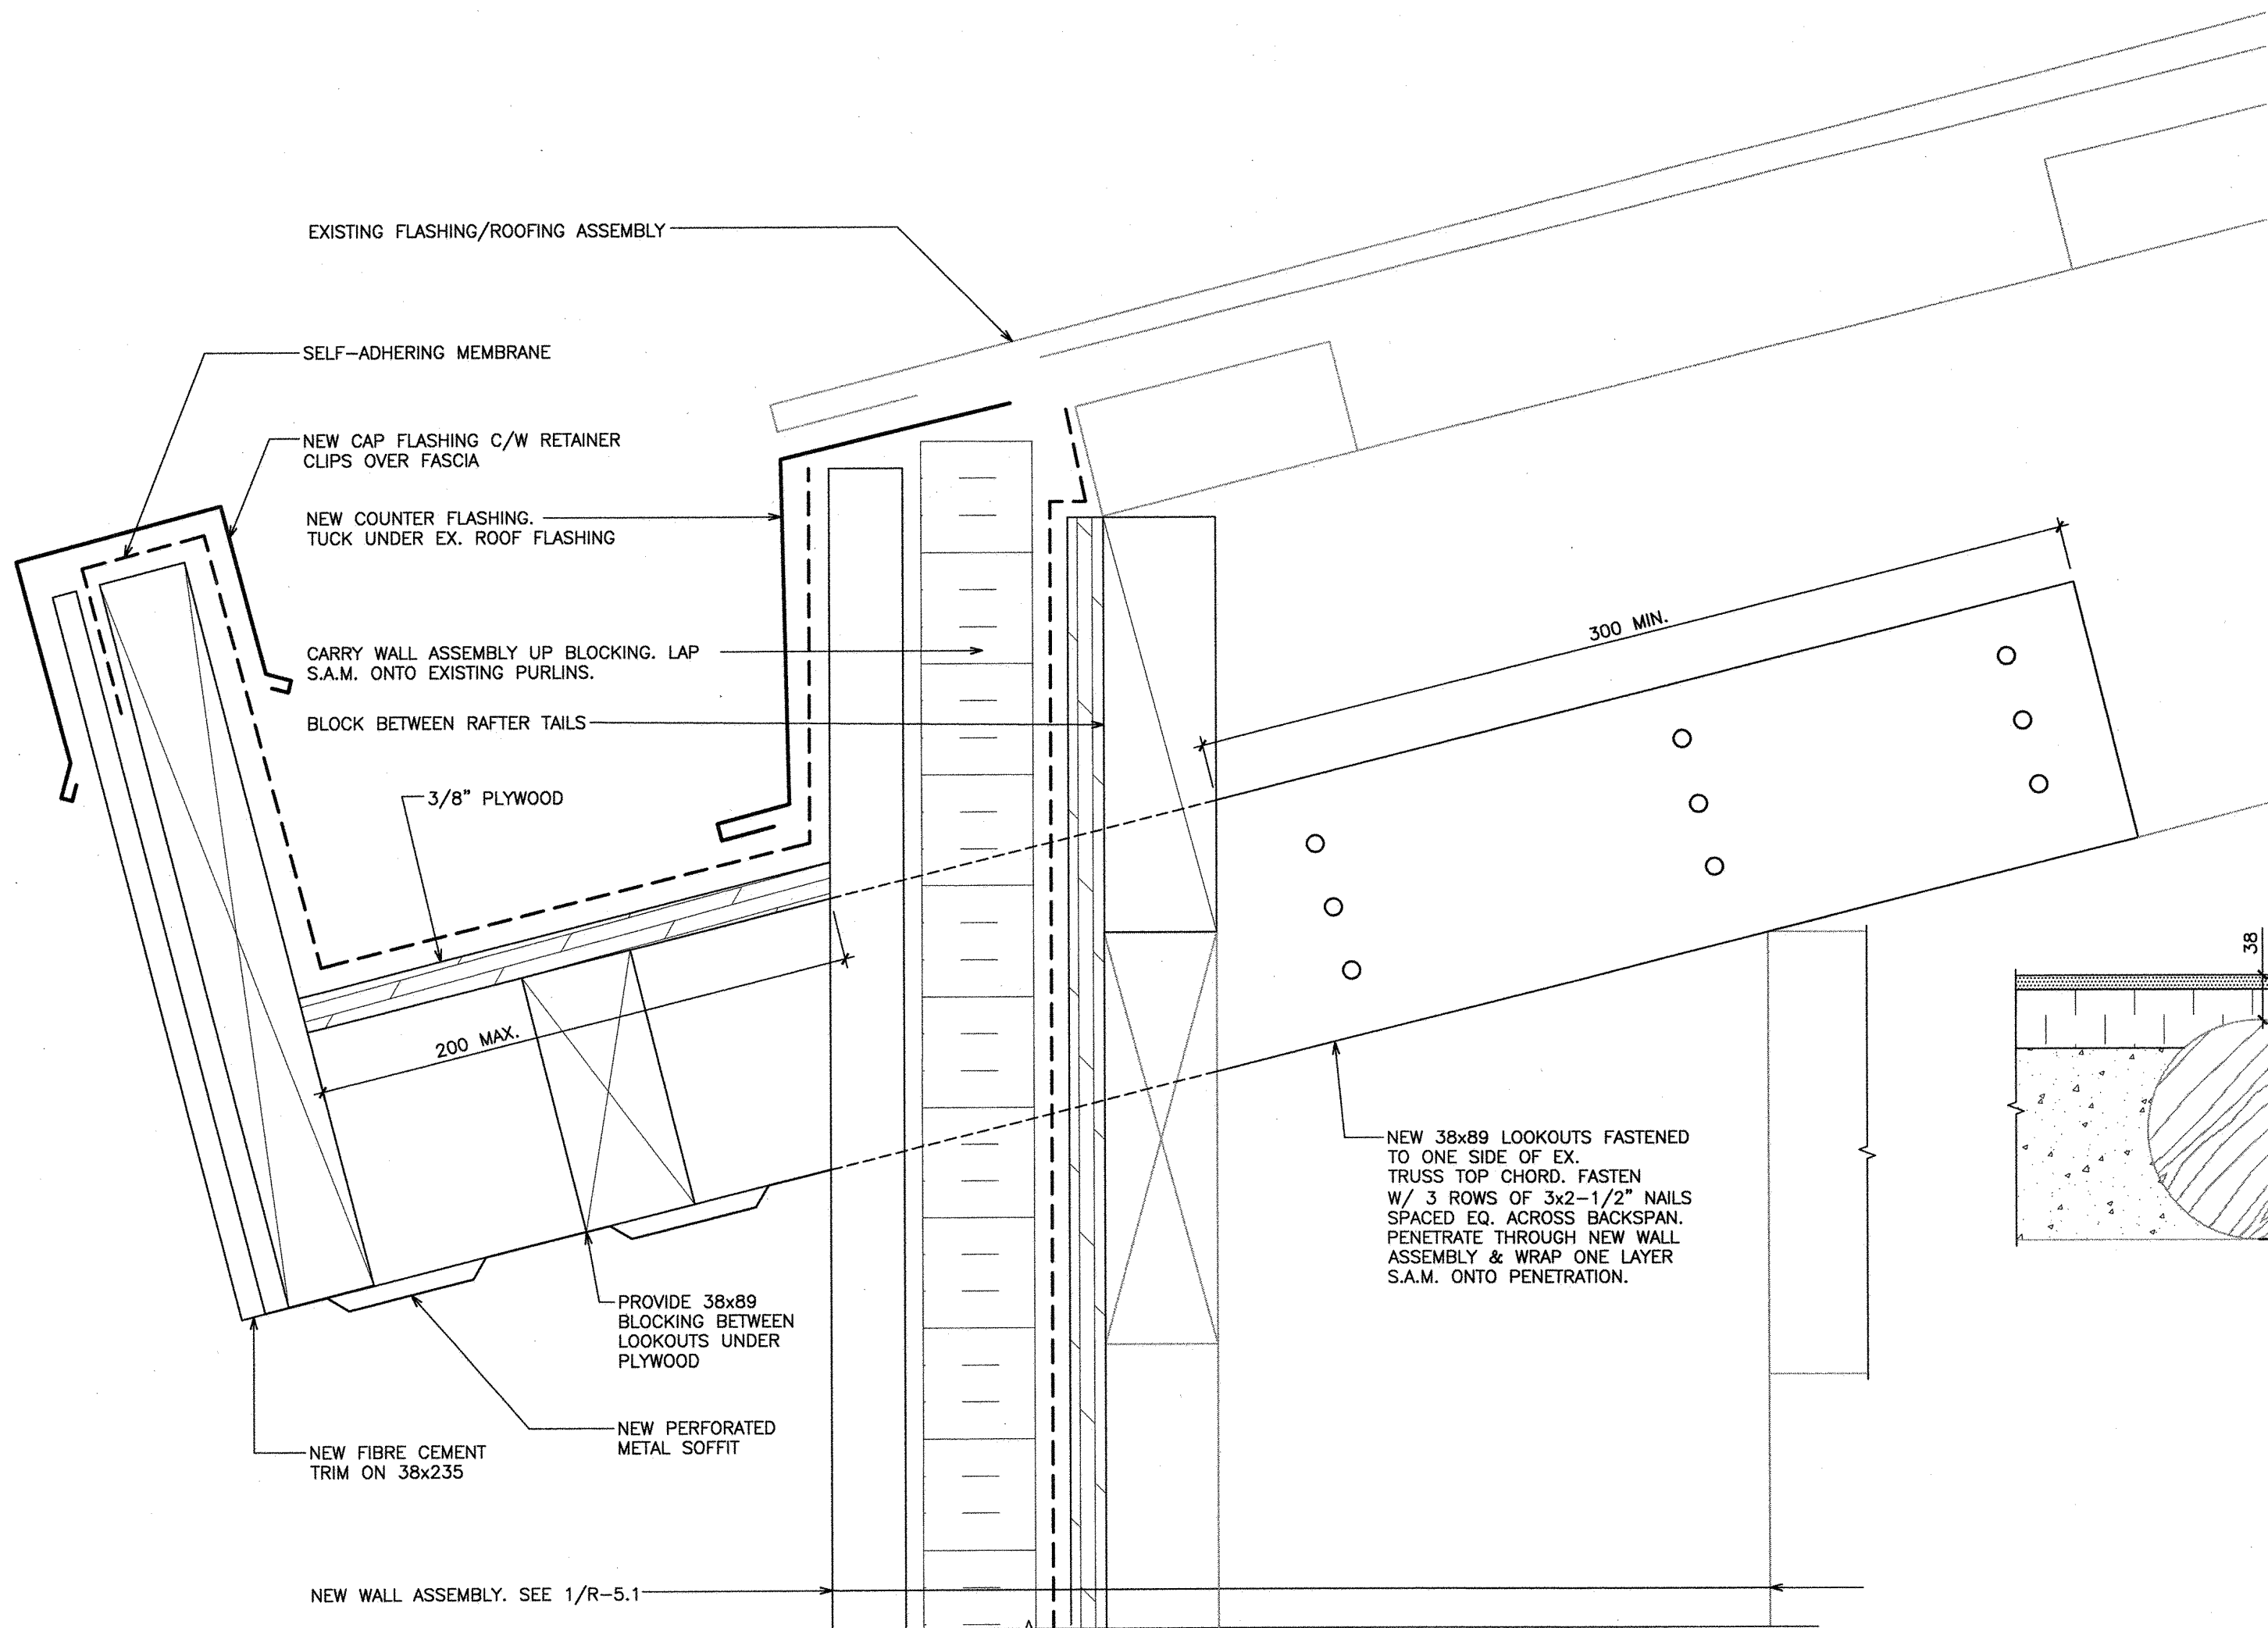 EXISTING FLASHING/ROOFING ASSEMBLY
SELF-ADHERING MEMBRANE
NEW CAP FLASHING C/W RETAINER
CLIPS OVER FASCIA
NEW COUNTER FLASHING.
TUCK UNDER EX. ROOF FLASHING
300 MIN.
CARRY WALL ASSEMBLY UP BLOCKING. LAP
S.A.M. ONTO EXISTING PURLINS.
BLOCK BETWEEN RAFTER TAILS
3/8" PLYWOOD
38
200 MAX.
NEW 38x89 LOOKOUTS FASTENED
TO ONE SIDE OF EX.
TRUSS TOP CHORD. FASTEN
W/ 3 ROWS OF 3x2-1/2" NAILS
SPACED EQ. ACROSS BACKSPAN.
PENETRATE THROUGH NEW WALL
ASSEMBLY & WRAP ONE LAYER
S.A.M. ONTO PENETRATION.
PROVIDE 38x89
BLOCKING BETWEEN
LOOKOUTS UNDER
PLYWOOD
NEW PERFORATED
METAL SOFFIT
NEW FIBRE CEMENT
TRIM ON 38x235
NEW WALL ASSEMBLY. SEE 1/R-5.1